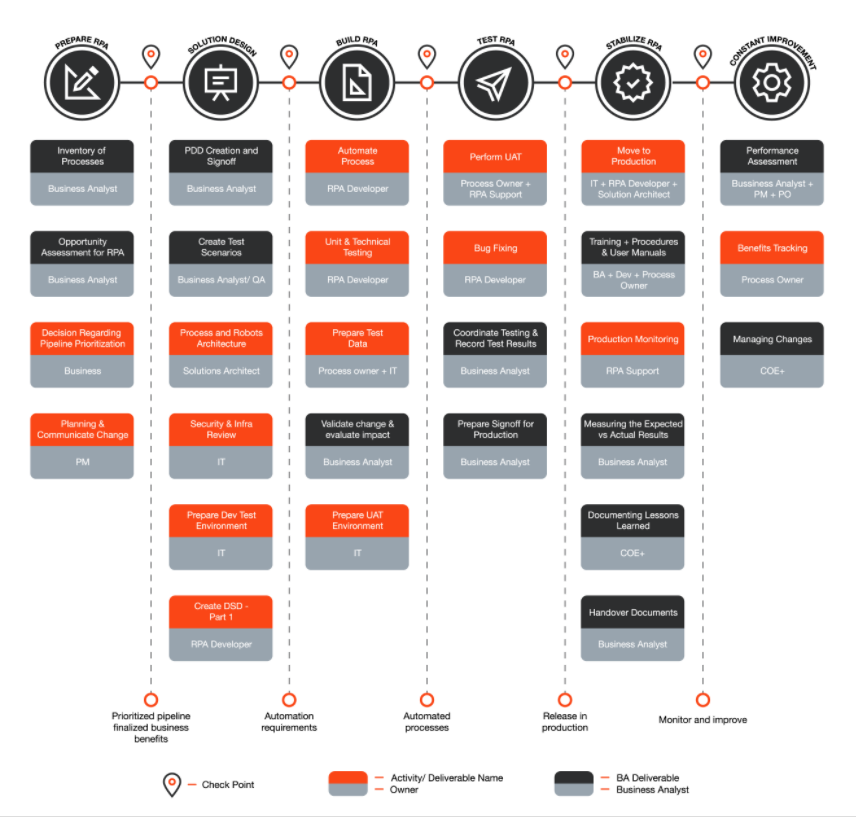 PREPARE RPA
SOLUTION DESIGN
BUILD RPA
TEST RPA
STABILIZE RPA
CONSTANT IMPROVEMENT
Inventory of
Processes
Business Analyst
Opportunity
Assessment for RPA
Business Analyst
Decision Regarding
Pipeline Prioritization
Business
Planning &
Communicate Change
PM
PDD Creation and
Signoff
Business Analyst
Create Test
Scenarios
Business Analyst/ QA
Process and Robots
Architecture
Solutions Architect
Security & Infra
Review
IT
Prepare Dev Test
Environment
IT
Create DSD -
Part 1
RPA Developer
Automate
Process
RPA Developer
Unit & Technical
Testing
RPA Developer
Prepare Test
Data
Process owner + IT
Validate change &
evaluate impact
Business Analyst
Prepare UAT
Environment
IT
Perform UAT
Process Owner +
RPA Support
Bug Fixing
RPA Developer
Coordinate Testing &
Record Test Results
Business Analyst
Prepare Signoff for
Production
Business Analyst
Move to
Production
IT + RPA Developer +
Solution Architect
Training + Procedures
& User Manuals
BA + Dev + Process
Owner
Production Monitoring
RPA Support
Measuring the Expected
vs Actual Results
Business Analyst
Documenting Lessons
Learned
COE+
Handover Documents
Business Analyst
Performance
Assessment
Bussiness Analyst +
PM + PO
Benefits Tracking
Process Owner
Managing Changes
COE+
Prioritized pipeline
finalized business
benefits
Automation
requirements
Automated
processes
Release in
production
Monitor and improve
Check Point
Activity/ Deliverable Name
Owner
BA Deliverable
Business Analyst